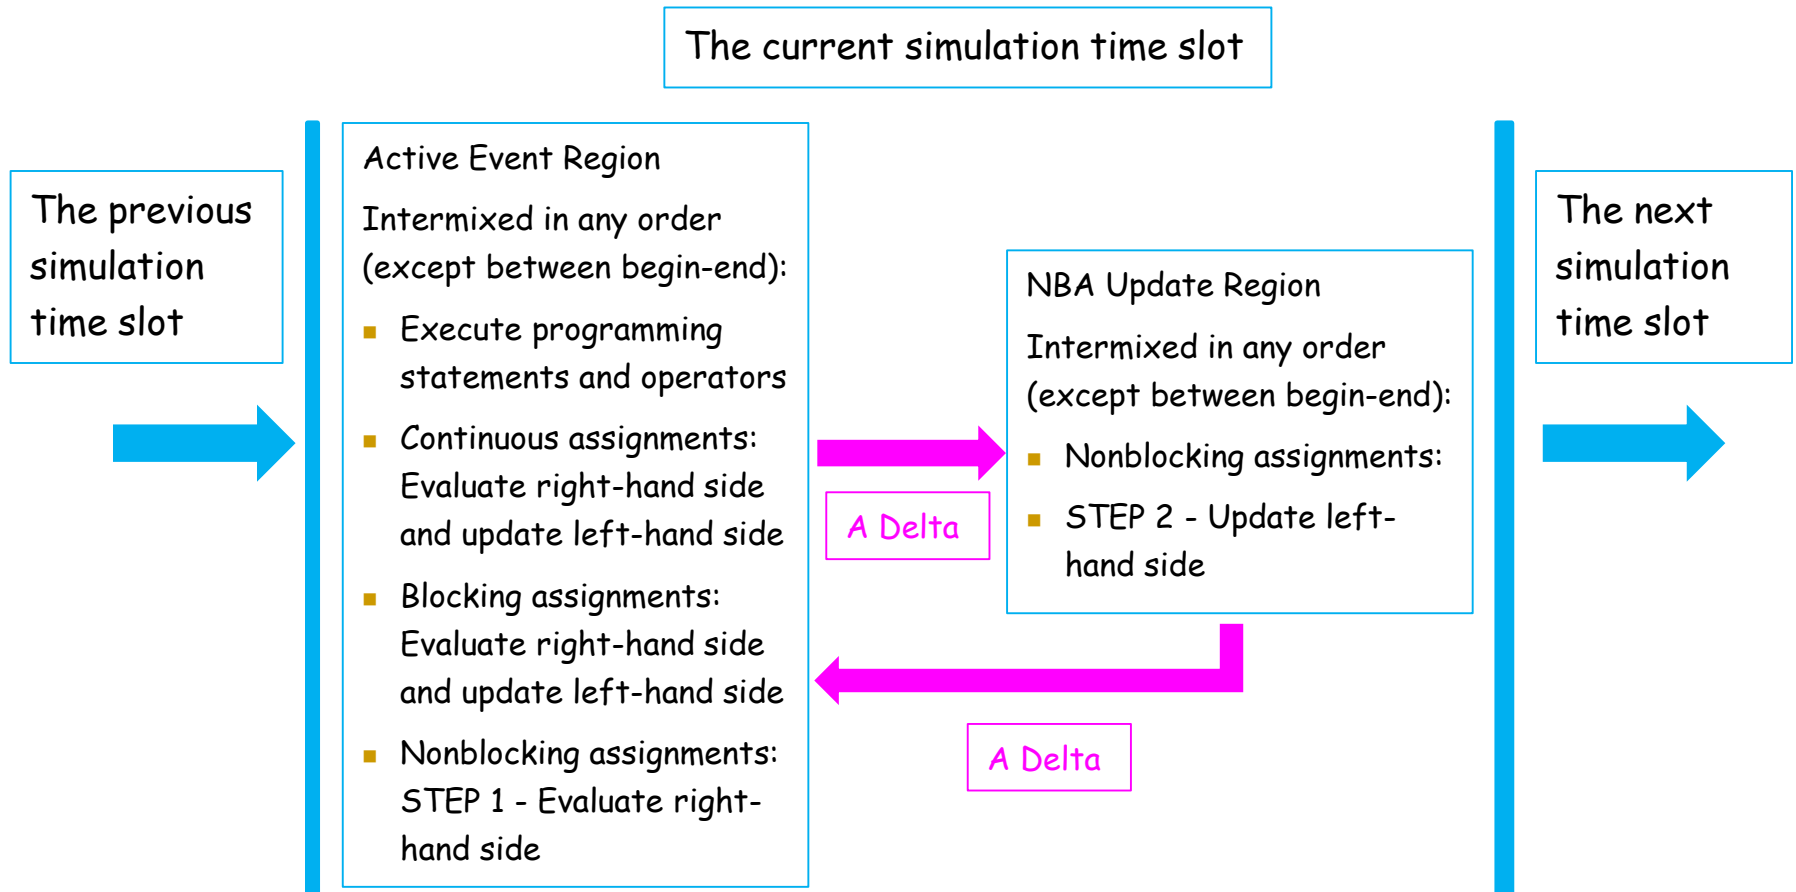 The current simulation time slot
The previous
simulation
time slot
Active Event Region
Intermixed in any order
(except between begin-end):
Execute programming
statements and operators
Continuous assignments:
Evaluate right-hand side
and update left-hand side
Blocking assignments:
Evaluate right-hand side
and update left-hand side
Nonblocking assignments:
STEP 1 - Evaluate right-
hand side
A Delta
A Delta
NBA Update Region
Intermixed in any order
(except between begin-end):
Nonblocking assignments:
STEP 2 - Update left-
hand side
The next
simulation
time slot